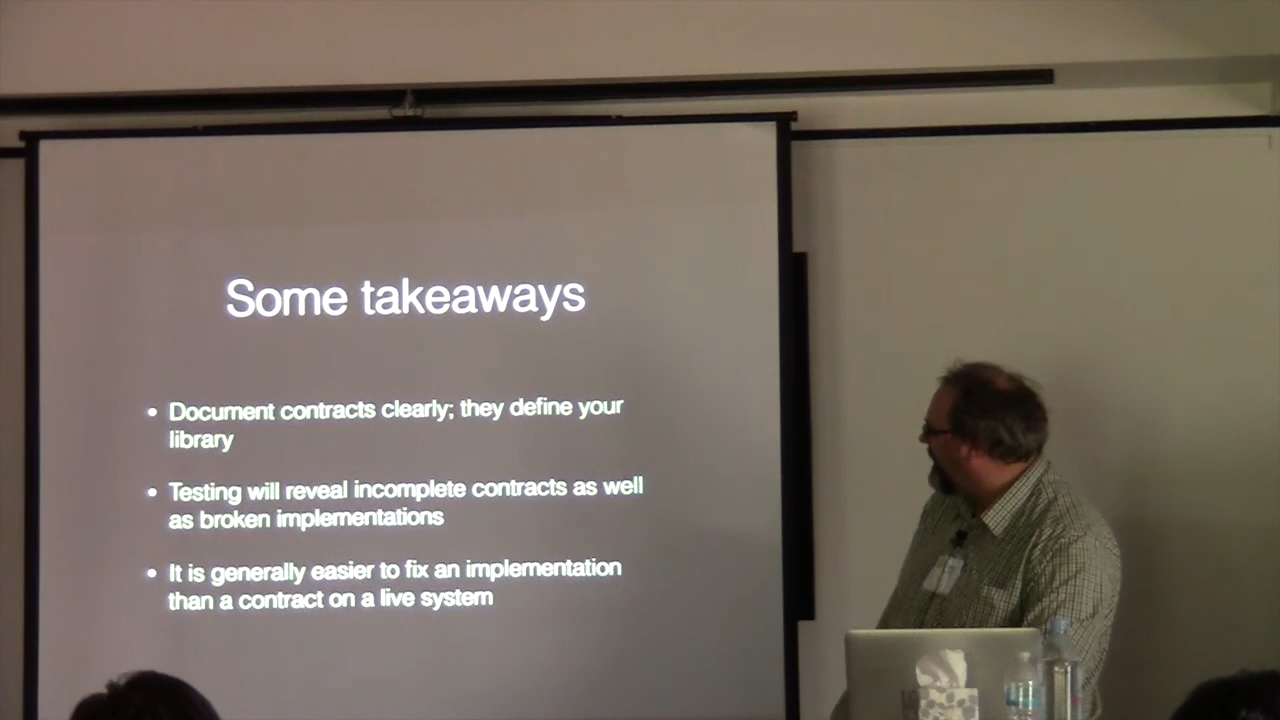 Some takeaways
• Document contracts clearly; they define your
library
• Testing will reveal incomplete contracts as well
as broken implementations
• It is generally easier to fix an implementation
than a contract on a live system